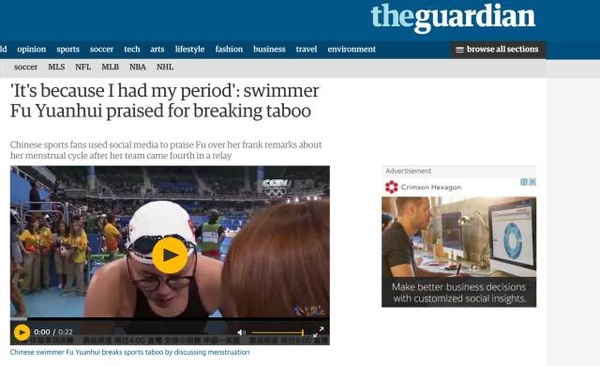 theguardian
ld opinion sports soccer tech arts lifestyle fashion business travel environment browse all sections
soccer MLS NFL MLB NBA NHL
'It's because I had my period': swimmer
Fu Yuanhui praised for breaking taboo
Chinese sports fans used social media to praise Fu over her frank remarks about
her menstrual cycle after her team came fourth in a relay
Advertisement
Crimson Hexagon
Make better business decisions
with customized social insights.
0:00 / 0:22
Chinese swimmer Fu Yuanhui breaks sports taboo by discussing menstruation